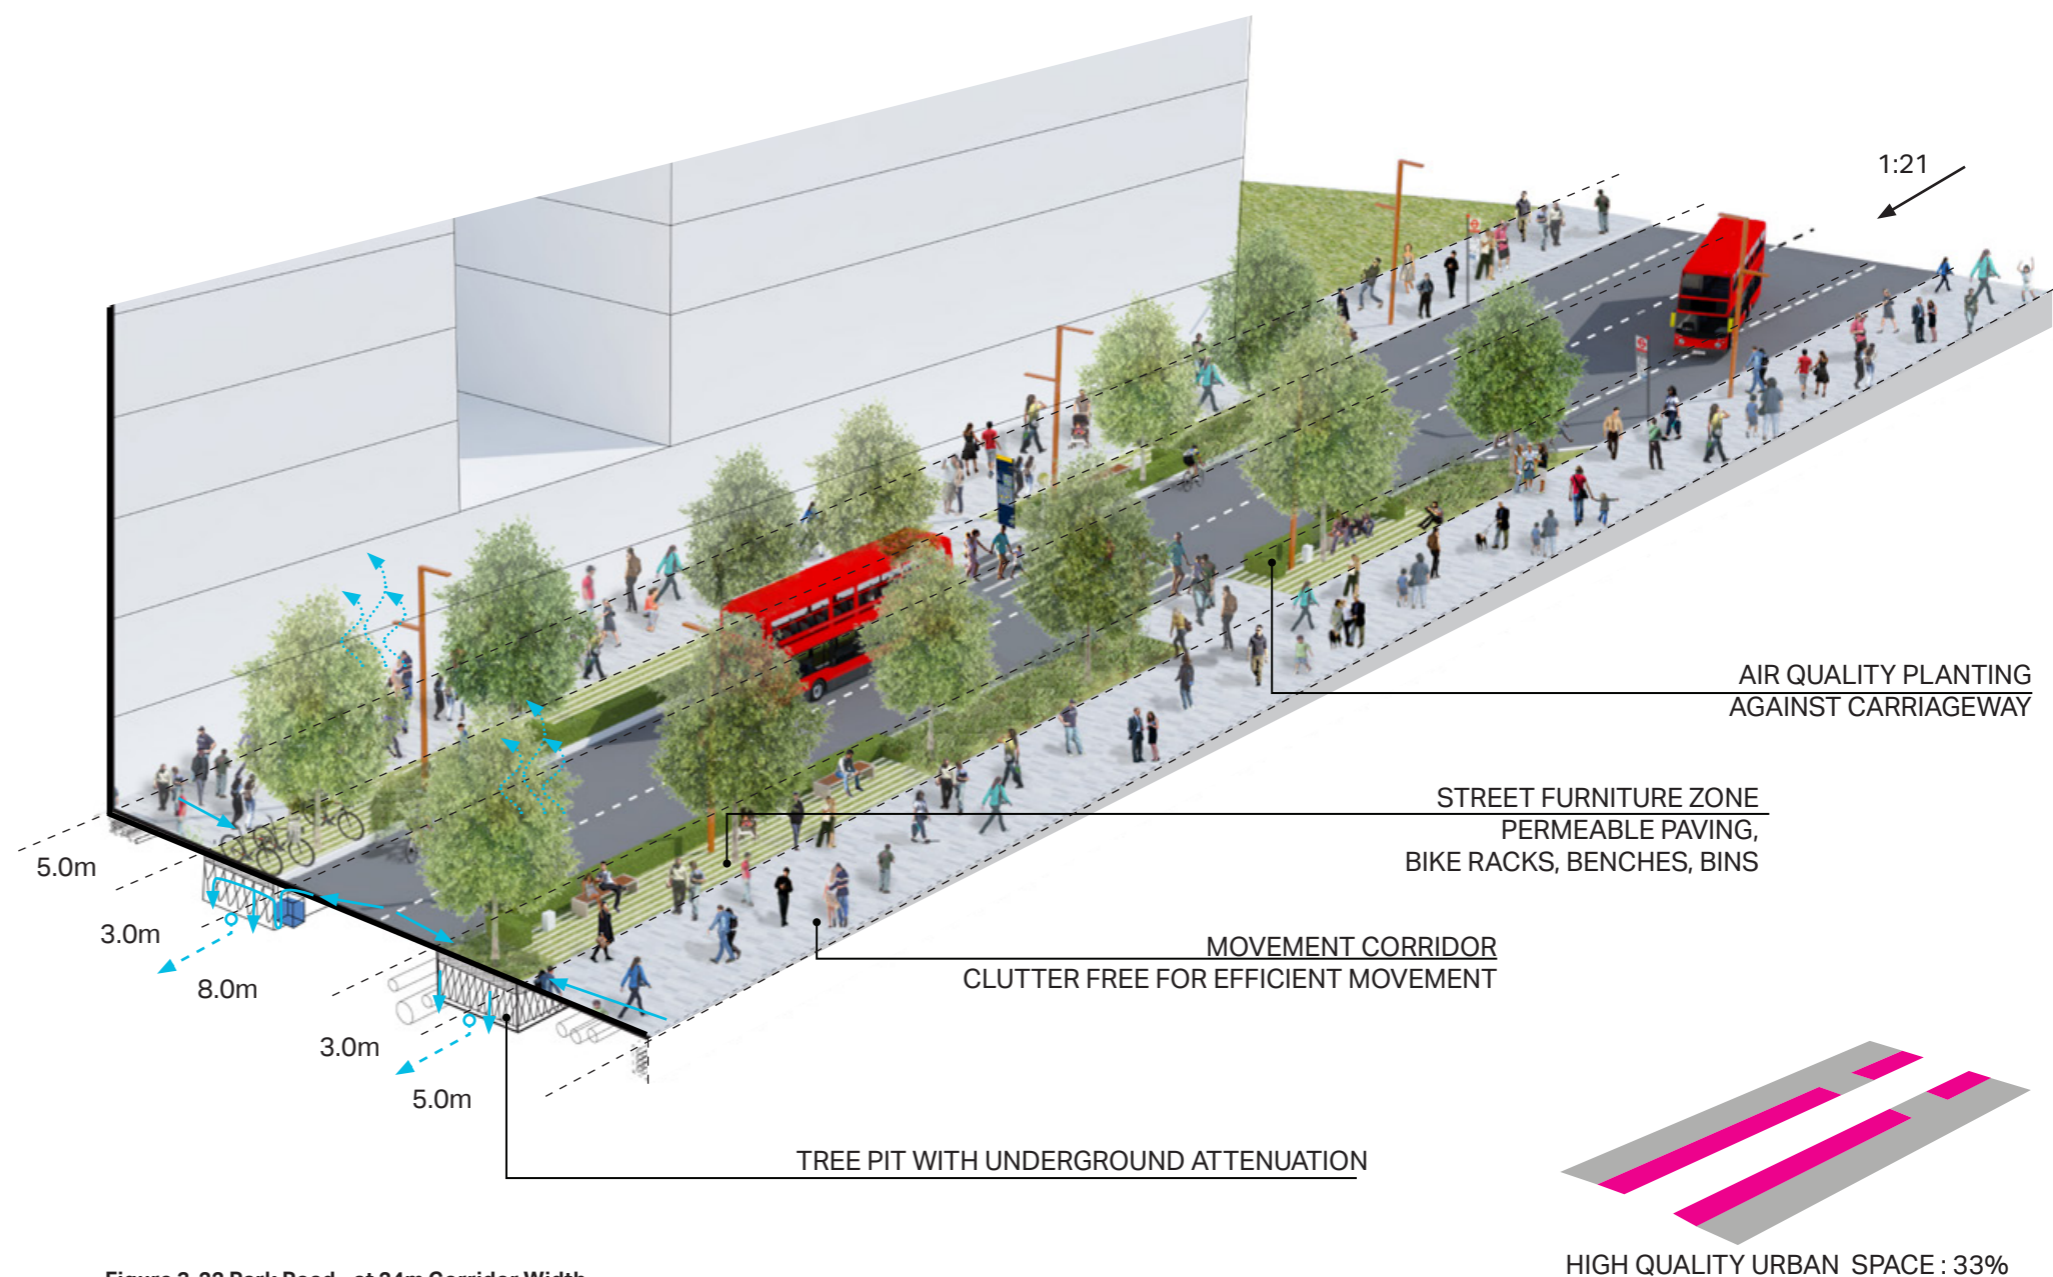 1:21
AIR QUALITY PLANTING
AGAINST CARRIAGEWAY
STREET FURNITURE ZONE
PERMEABLE PAVING,
BIKE RACKS, BENCHES, BINS
5.0m
3.0m
8.0m
3.0m
5.0m
MOVEMENT CORRIDOR
CLUTTER FREE FOR EFFICIENT MOVEMENT
TREE PIT WITH UNDERGROUND ATTENUATION
HIGH QUALITY URBAN SPACE : 33%
Corridor Width